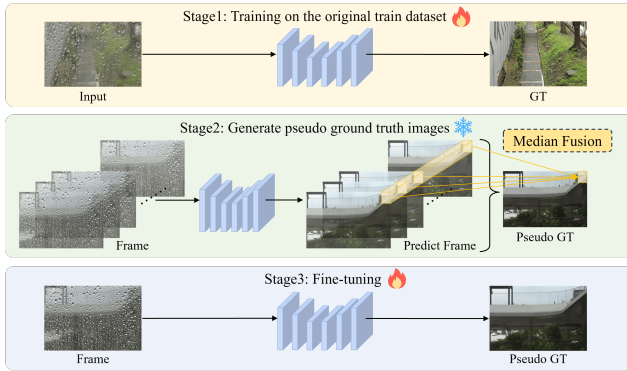 Stage1: Training on the original train dataset
Input
GT
Stage2: Generate pseudo ground truth images
Median Fusion
Frame
Predict Frame
Pseudo GT
Stage3: Fine-tuning
Frame
Pseudo GT